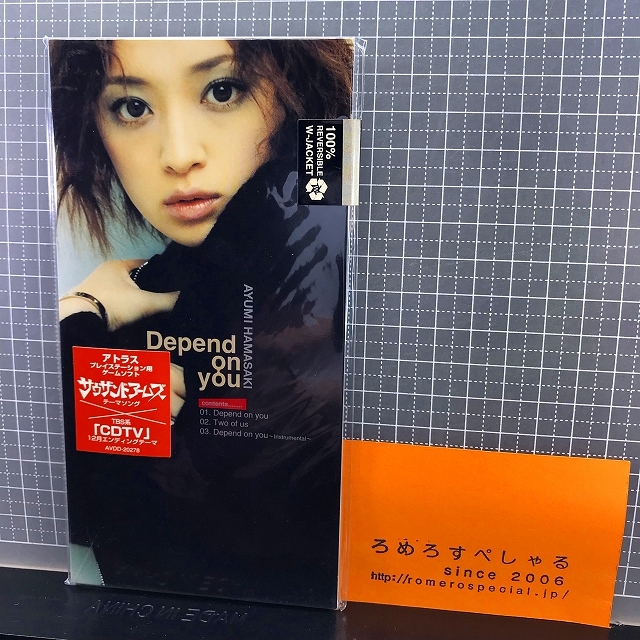 100%
REVERSIBLE
W-JACKET
AYUMI HAMASAKI
Depend
on
you
contents
01. Depend on you
02. Two of us
03. Depend on you ~Instrumental~
アトラス
プレイステーション用
ゲームソフト
サウザンドアームズ
テーマソング
TBS系
「CDTV」
12月エンディングテーマ
AVDD-20278
ろめろすぺしゃる
since 2006
http://romerospecial.jp/
MADE IN CHINA